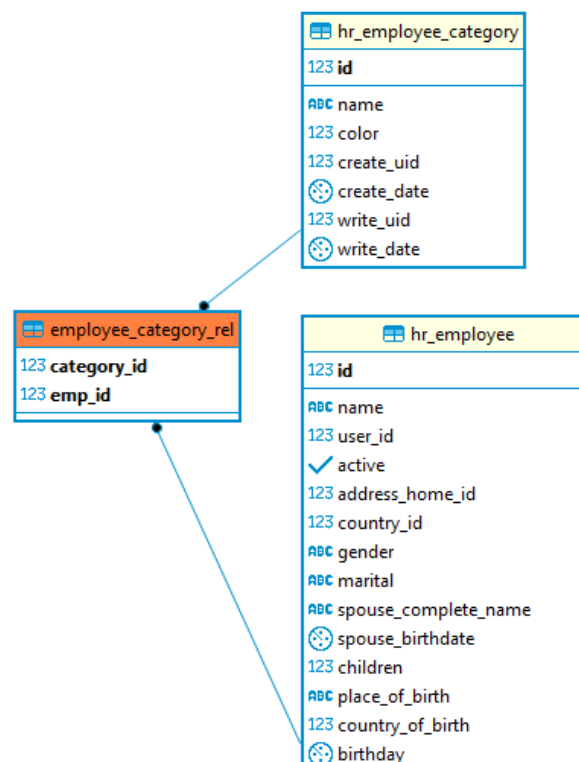 hr_employee_category
123 id
ABC name
123 color
123 create_uid
create_date
123 write_uid
write_date
employee_category_rel
123 category_id
123 emp_id
hr_employee
123 id
ABC name
123 user_id
active
123 address_home_id
123 country_id
ABC gender
ABC marital
ABC spouse_complete_name
spouse_birthdate
123 children
ABC place_of_birth
123 country_of_birth
birthday